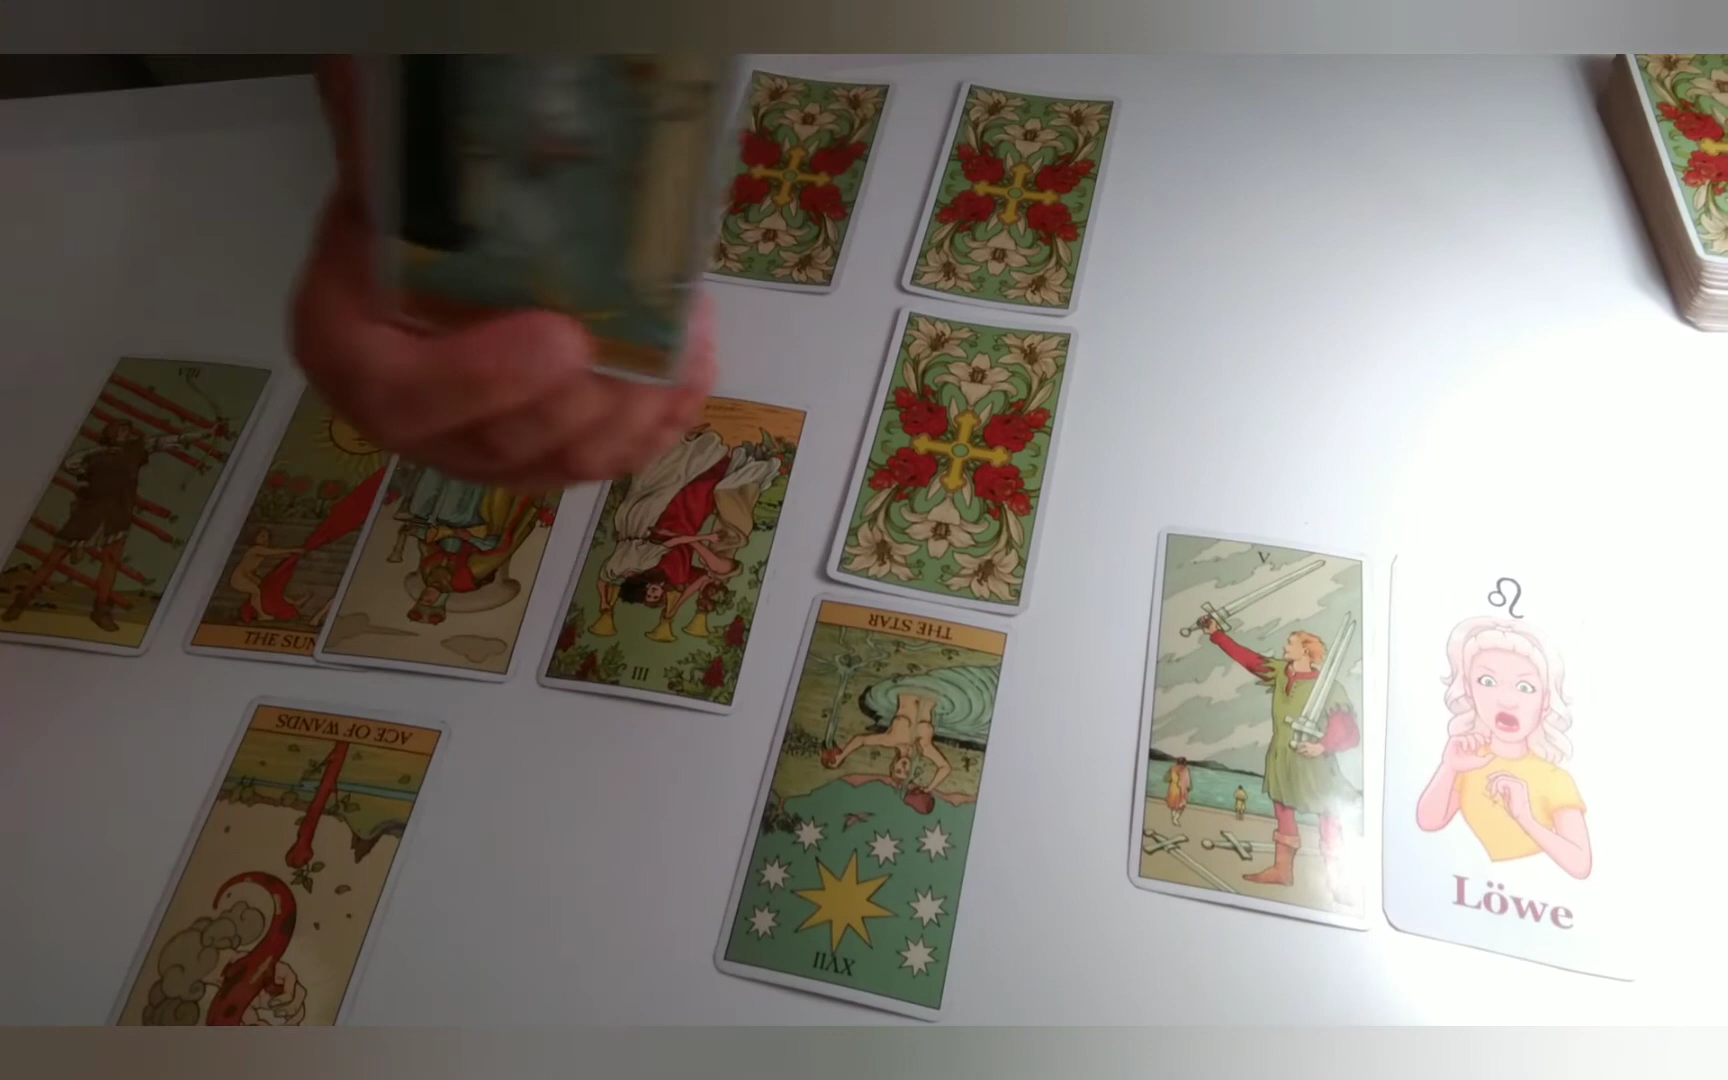 VIII
THE SUN
III
ACE OF WANDS
THE STAR
XVII
V
♌
Löwe